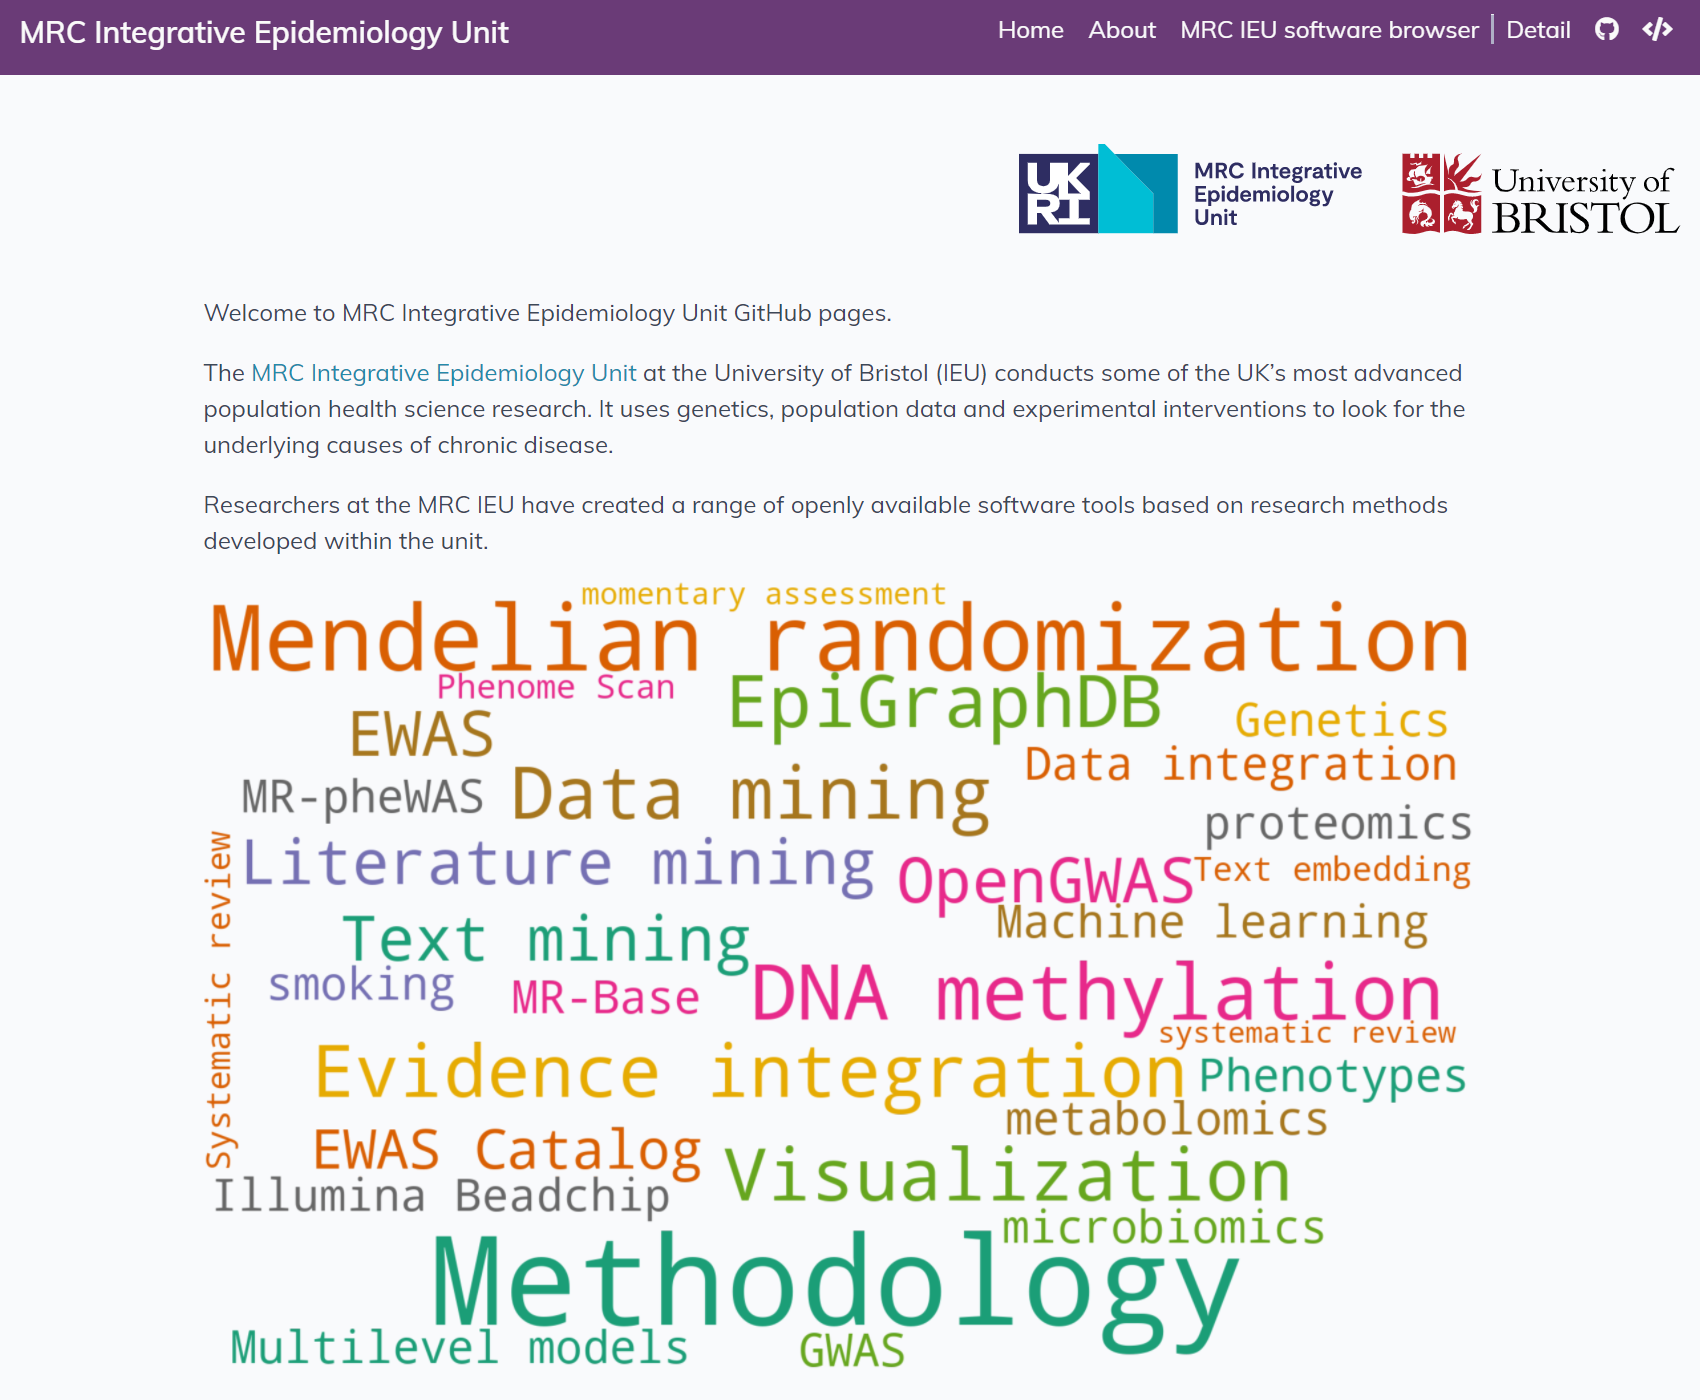 MRC Integrative Epidemiology Unit
Home About MRC IEU software browser Detail
UK
RI
MRC Integrative
Epidemiology
Unit
University of
BRISTOL
Welcome to MRC Integrative Epidemiology Unit GitHub pages.
The MRC Integrative Epidemiology Unit at the University of Bristol (IEU) conducts some of the UK’s most advanced
population health science research. It uses genetics, population data and experimental interventions to look for the
underlying causes of chronic disease.
Researchers at the MRC IEU have created a range of openly available software tools based on research methods
developed within the unit.
momentary assessment
Mendelian randomization
Phenome Scan
EpiGraphDB
EWAS
Genetics
Data integration
MR-pheWAS
Data mining
proteomics
Systematic review
Literature mining
OpenGWAS
Text embedding
Machine learning
Text mining
smoking
MR-Base
DNA methylation
systematic review
Evidence integration
Phenotypes
metabolomics
EWAS Catalog
Visualization
Illumina Beadchip
microbiomics
Methodology
Multilevel models
GWAS